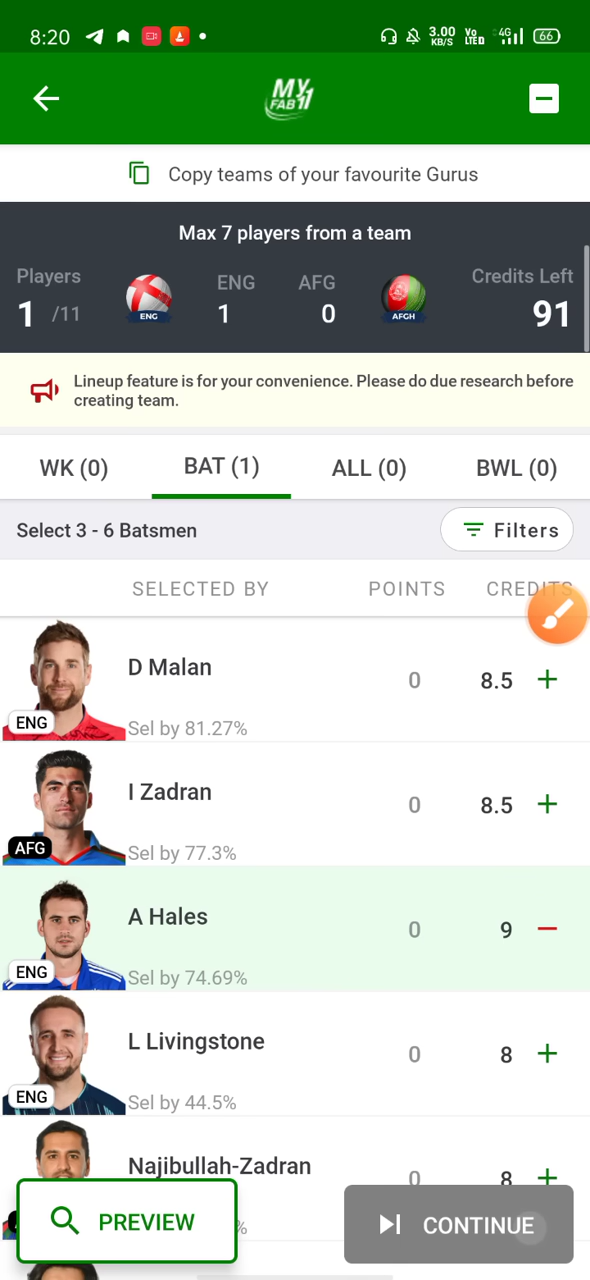 8:20 3.00 KB/S Vo LTE 4G 66
MY FAB11
Copy teams of your favourite Gurus
Max 7 players from a team
Players ENG AFG Credits Left
1 /11 ENG 1 0 AFGH 91
Lineup feature is for your convenience. Please do due research before
creating team.
WK (0) BAT (1) ALL (0) BWL (0)
Select 3 - 6 Batsmen Filters
SELECTED BY POINTS CREDITS
D Malan 0 8.5 +
ENG Sel by 81.27%
I Zadran 0 8.5 +
AFG Sel by 77.3%
A Hales 0 9 −
ENG Sel by 74.69%
L Livingstone 0 8 +
ENG Sel by 44.5%
Najibullah-Zadran 0 8 +
%
PREVIEW CONTINUE